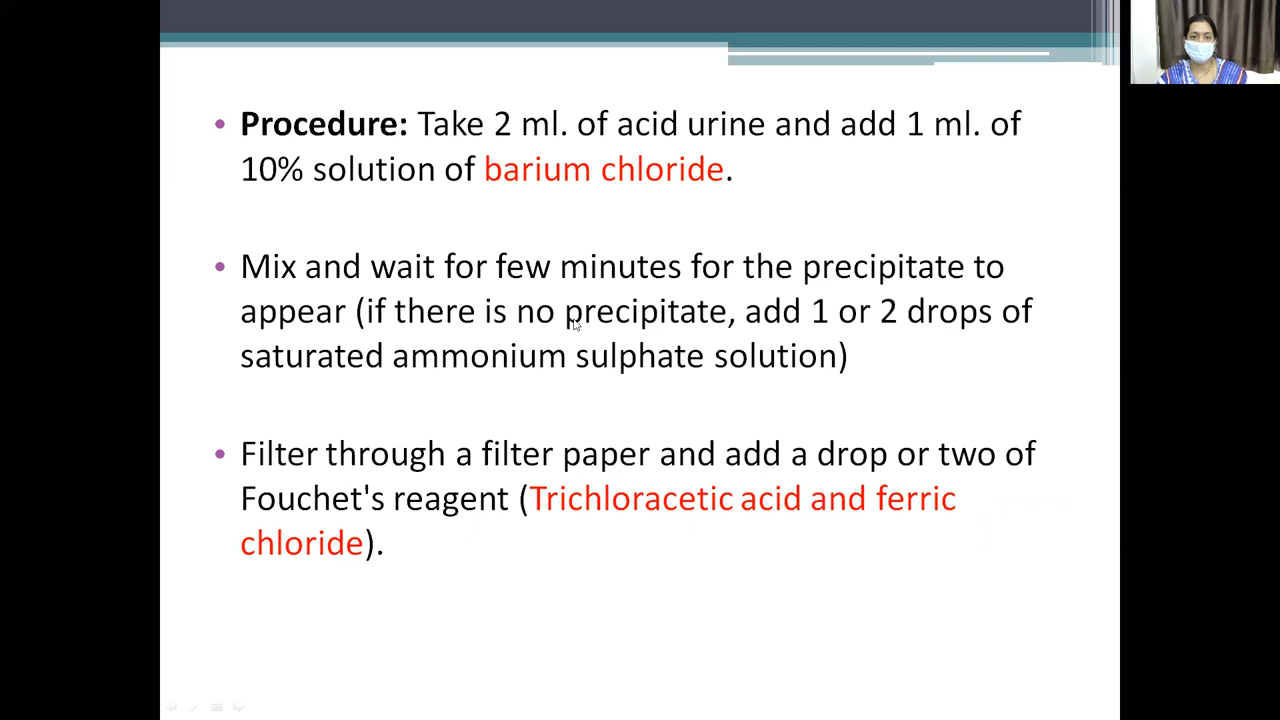 Procedure: Take 2 ml. of acid urine and add 1 ml. of
10% solution of barium chloride.
Mix and wait for few minutes for the precipitate to
appear (if there is no precipitate, add 1 or 2 drops of
saturated ammonium sulphate solution)
Filter through a filter paper and add a drop or two of
Fouchet's reagent (Trichloracetic acid and ferric
chloride).